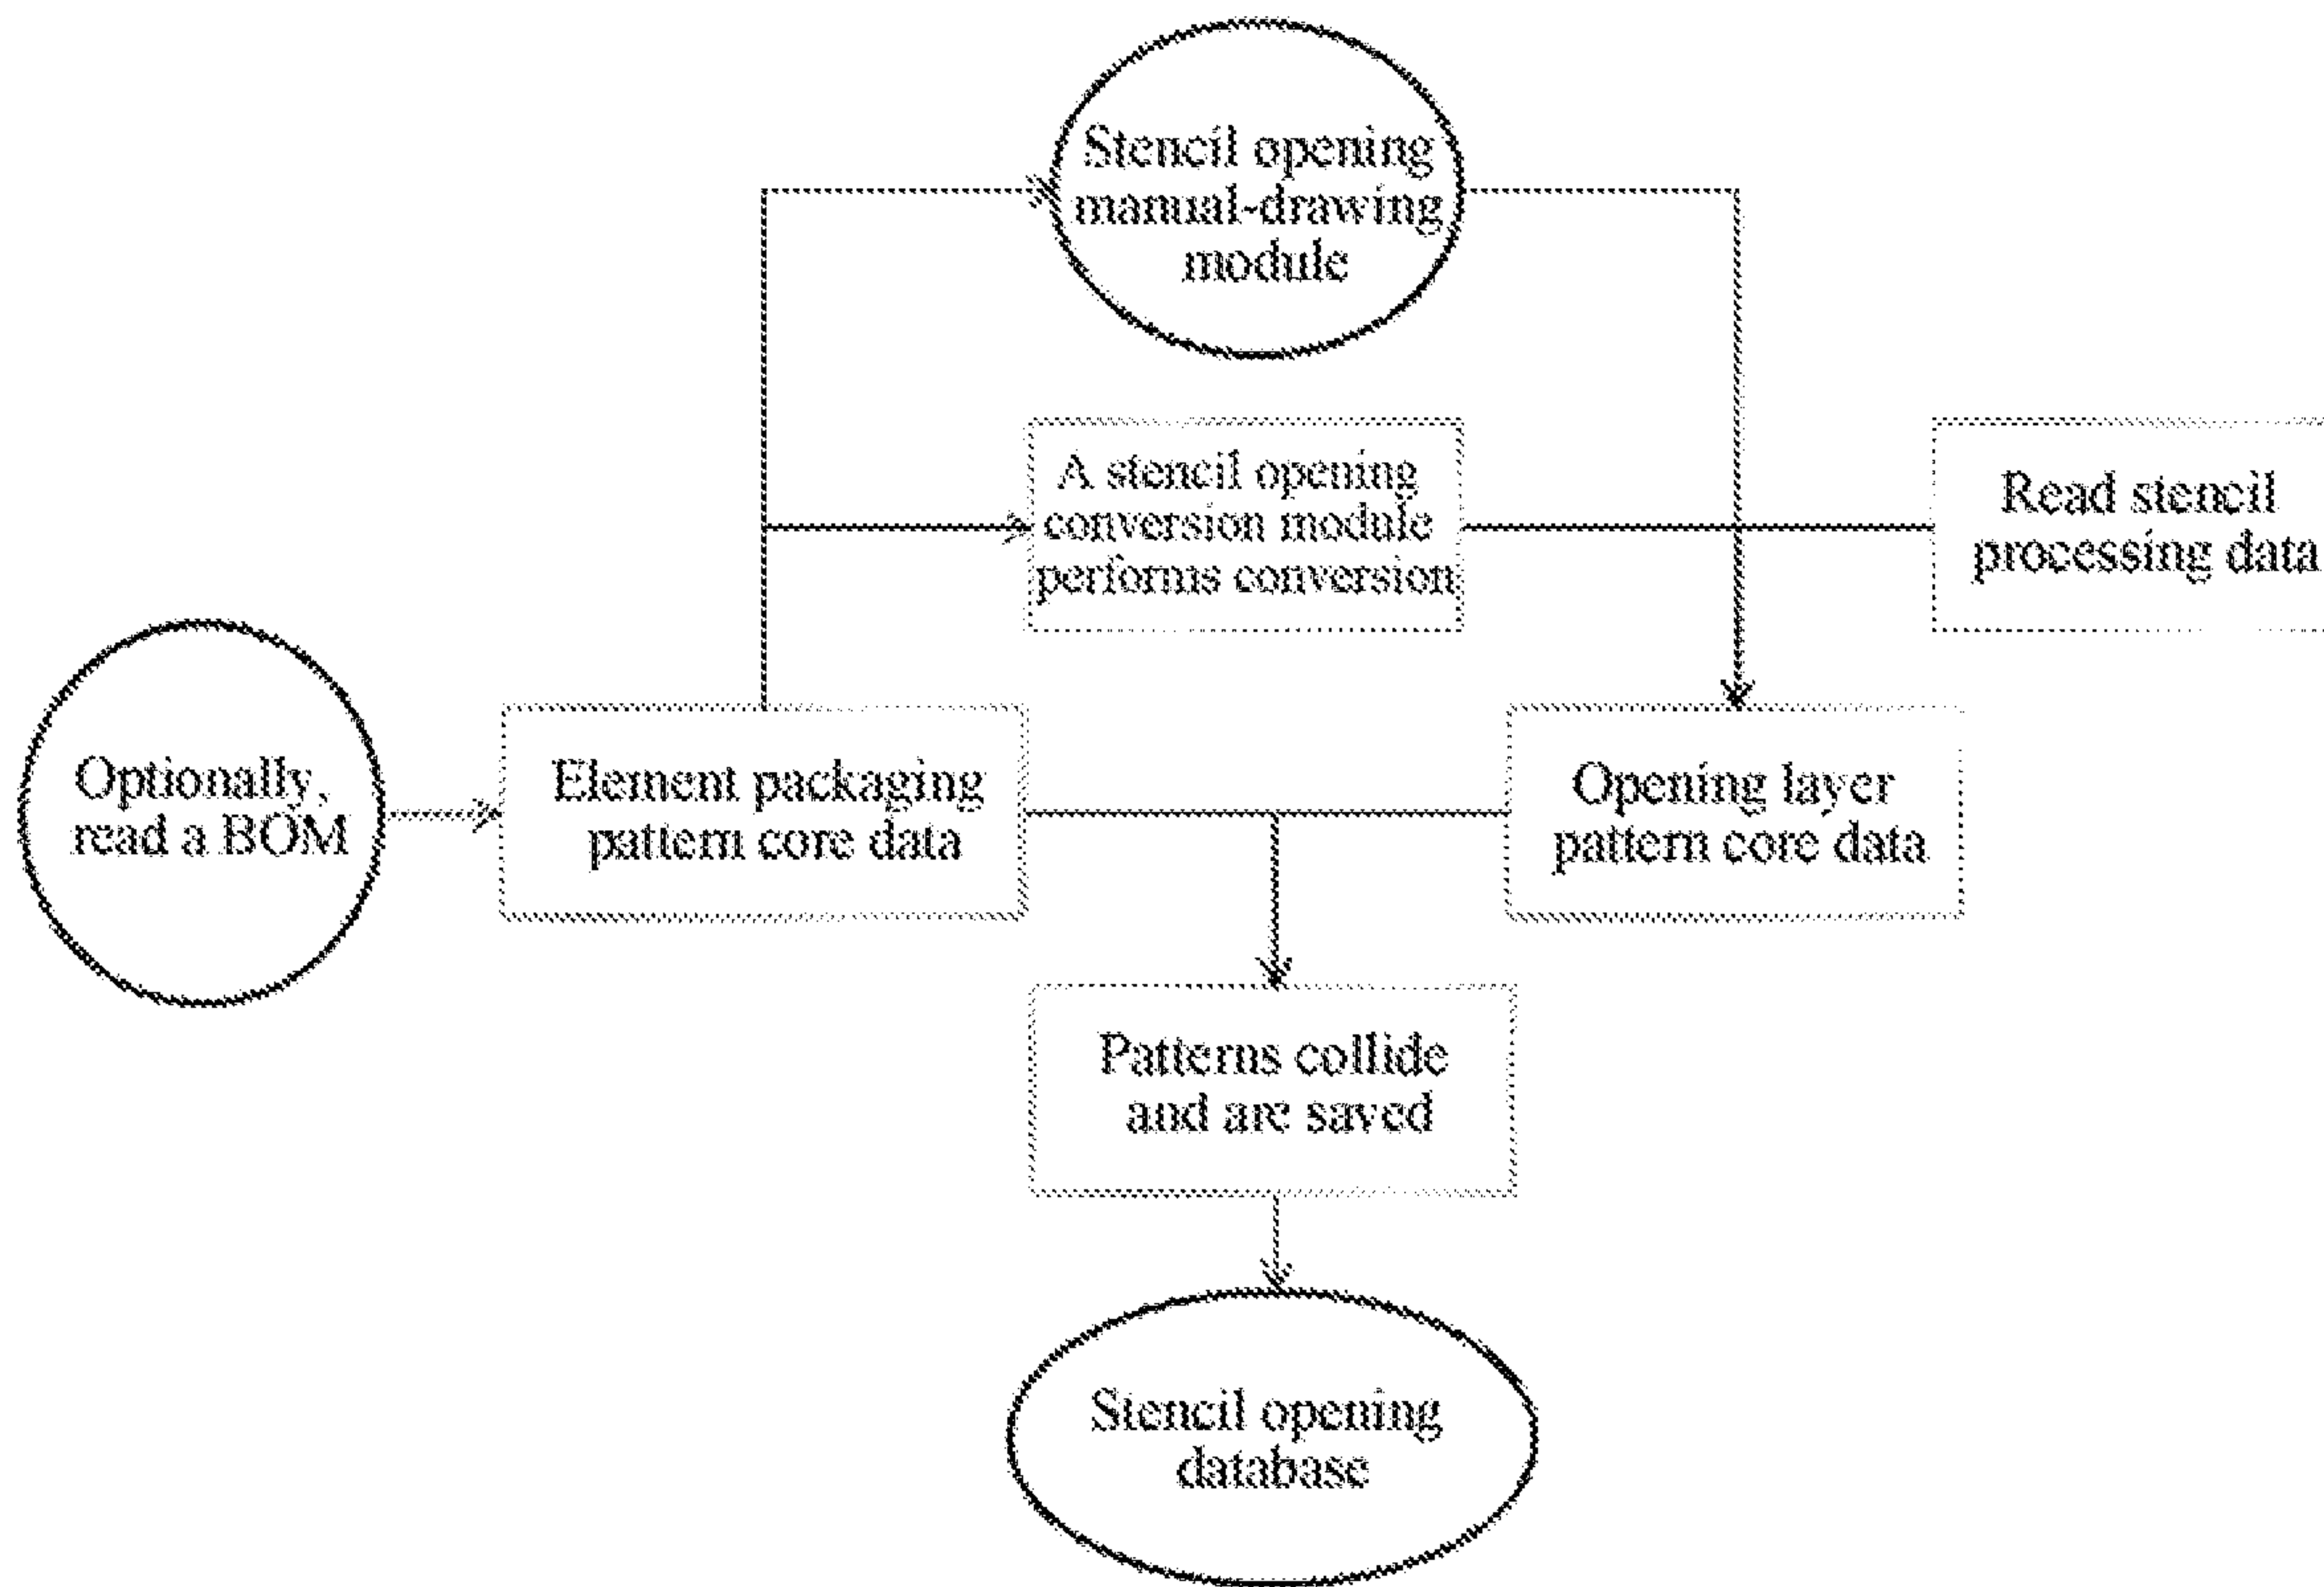 Stencil opening
manual-drawing
module
A stencil opening
conversion module
performs conversion
Read stencil
processing data
Optionally,
read a BOM
Element packaging
pattern core data
Opening layer
pattern core data
Patterns collide
and are saved
Stencil opening
database